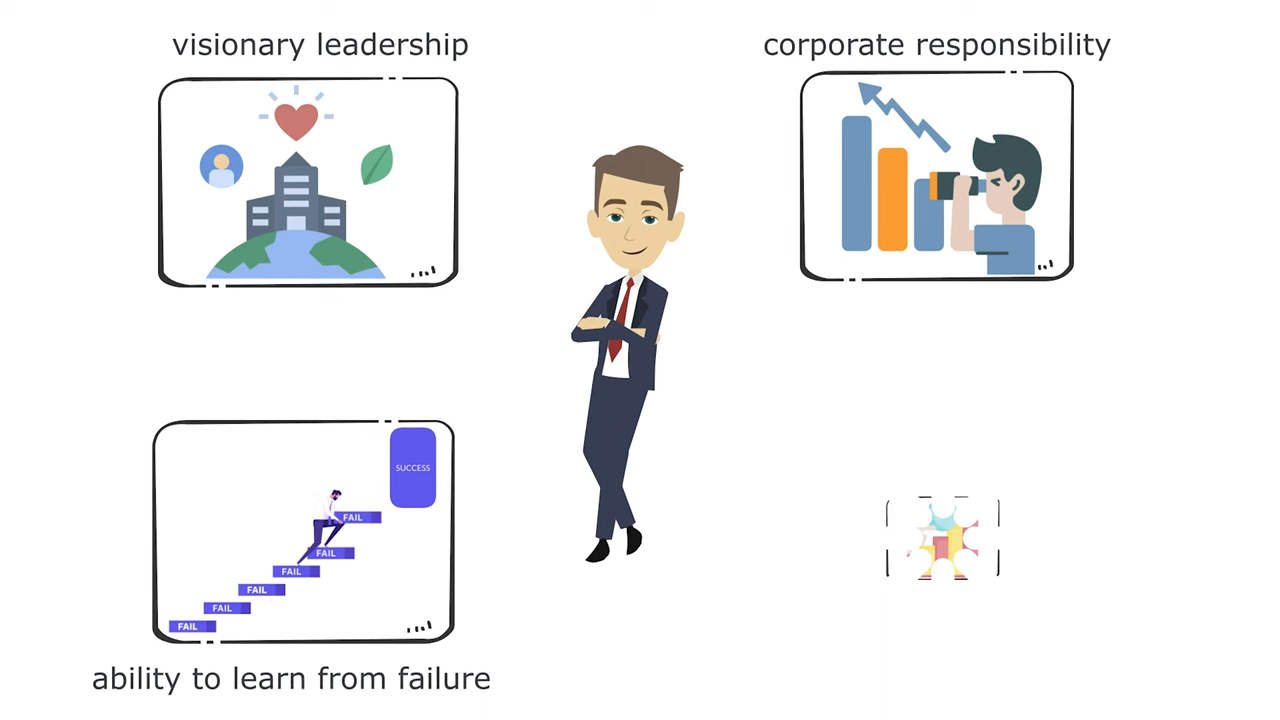 visionary leadership
corporate responsibility
SUCCESS
FAIL
FAIL
FAIL
FAIL
FAIL
FAIL
ability to learn from failure